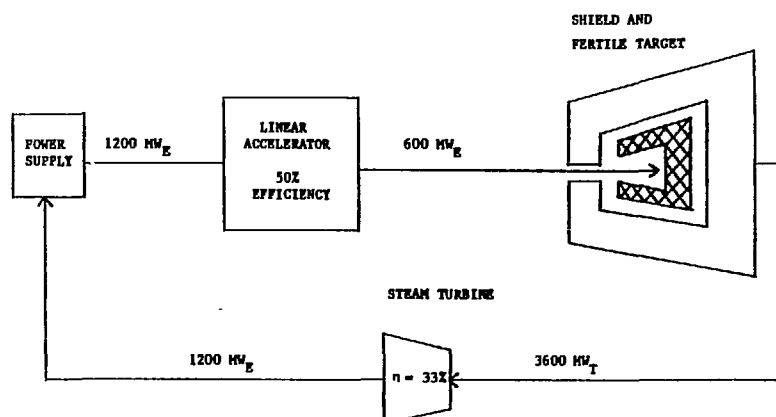 SHIELD AND
FERTILE TARGET
1200 MW_E
LINEAR
ACCELERATOR
50%
EFFICIENCY
600 MW_E
POWER
SUPPLY
STEAM TURBINE
1200 MW_E
η = 33%
3600 MW_T